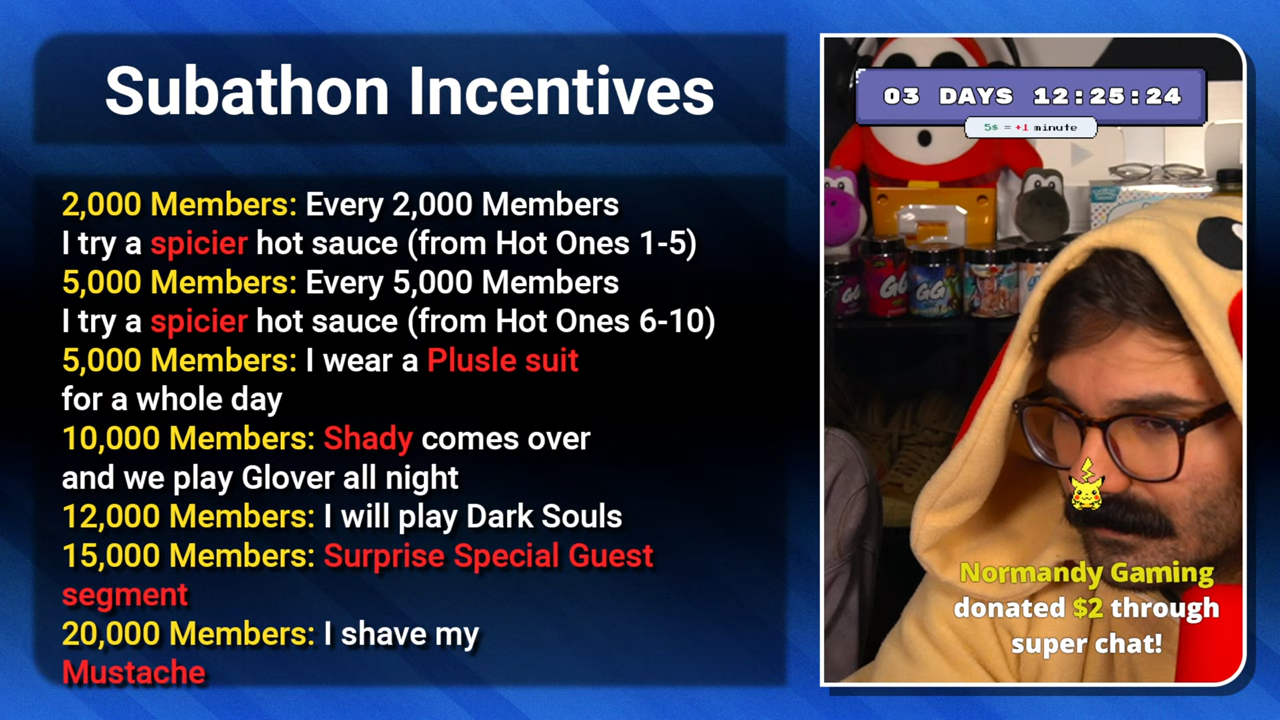 Subathon Incentives
2,000 Members: Every 2,000 Members
I try a spicier hot sauce (from Hot Ones 1-5)
5,000 Members: Every 5,000 Members
I try a spicier hot sauce (from Hot Ones 6-10)
5,000 Members: I wear a Plusle suit
for a whole day
10,000 Members: Shady comes over
and we play Glover all night
12,000 Members: I will play Dark Souls
15,000 Members: Surprise Special Guest
segment
20,000 Members: I shave my
Mustache
03 DAYS 12:25:24
5$ = +1 minute
GG GG GG
Normandy Gaming
donated $2 through
super chat!